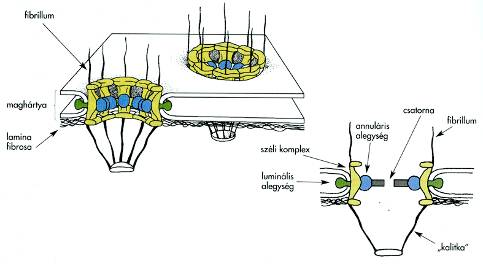 fibrillum
maghártya
lamina
fibrosa
csatorna
annuláris
alegység
fibrillum
széli komplex
luminális
alegység
„kalitka”